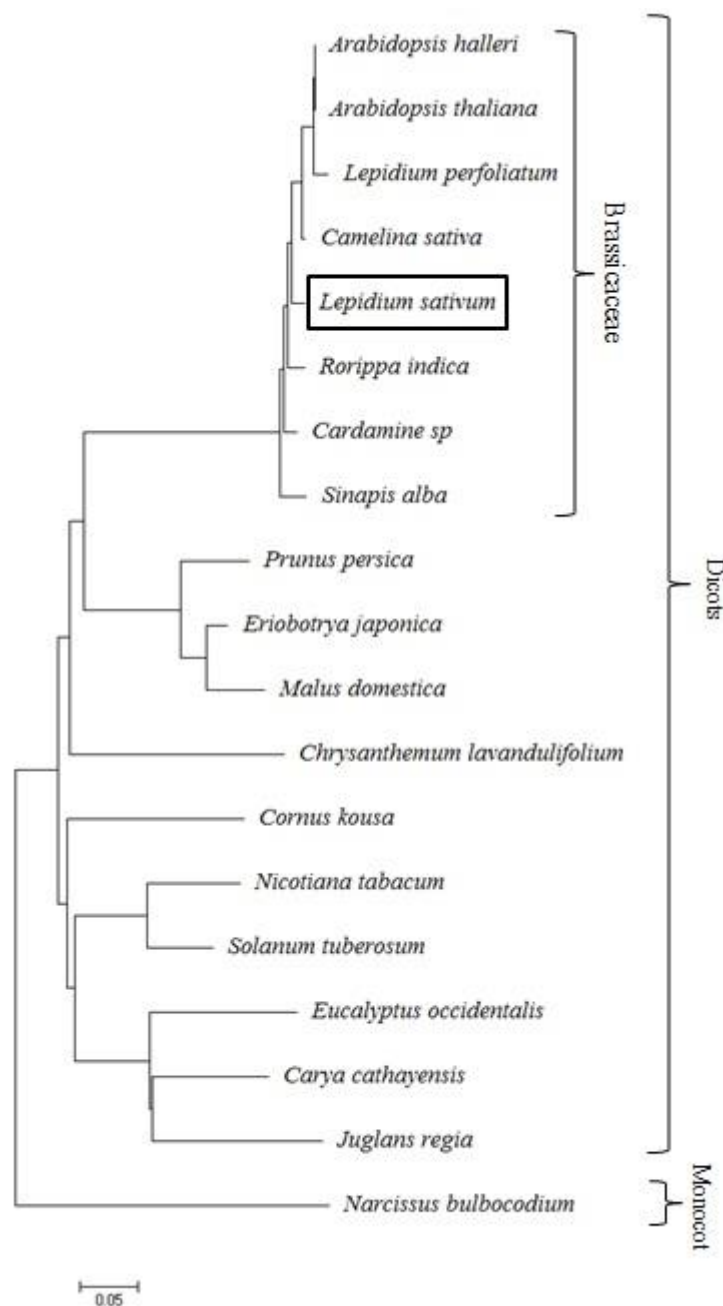 Arabidopsis halleri
Arabidopsis thaliana
Lepidium perfoliatum
Camelina sativa
Lepidium sativum
Rorippa indica
Cardamine sp
Sinapis alba
Brassicaceae
Prunus persica
Eriobotrya japonica
Malus domestica
Chrysanthemum lavandulifolium
Cornus kousa
Nicotiana tabacum
Solanum tuberosum
Eucalyptus occidentalis
Carya cathayensis
Juglans regia
Dicots
Narcissus bulbocodium
Monocot
0.05